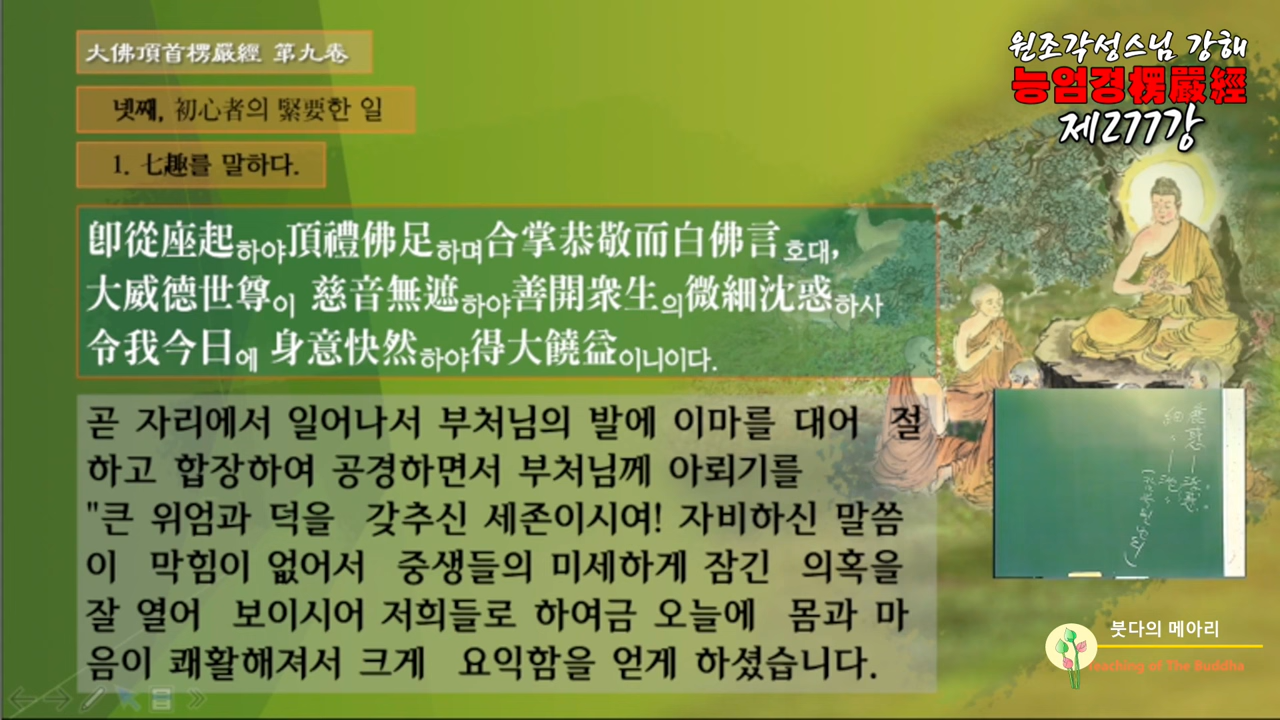 大佛頂首楞嚴經 第九卷
넷째, 初心者의 緊要한 일
1. 七趣를 말하다.
卽從座起하야頂禮佛足하며合掌恭敬而白佛言호대,
大威德世尊이 慈音無遮하야善開衆生의微細沈惑하사
令我今日에 身意快然하야得大饒益이니이다.
곧 자리에서 일어나서 부처님의 발에 이마를 대어 절
하고 합장하여 공경하면서 부처님께 아뢰기를
"큰 위엄과 덕을 갖추신 세존이시여! 자비하신 말씀
이 막힘이 없어서 중생들의 미세하게 잠긴 의혹을
잘 열어 보이시어 저희들로 하여금 오늘에 몸과 마
음이 쾌활해져서 크게 요익함을 얻게 하셨습니다.
원조각성스님 강해
능엄경楞嚴經
제277강
붓다의 메아리
Teaching of The Buddha